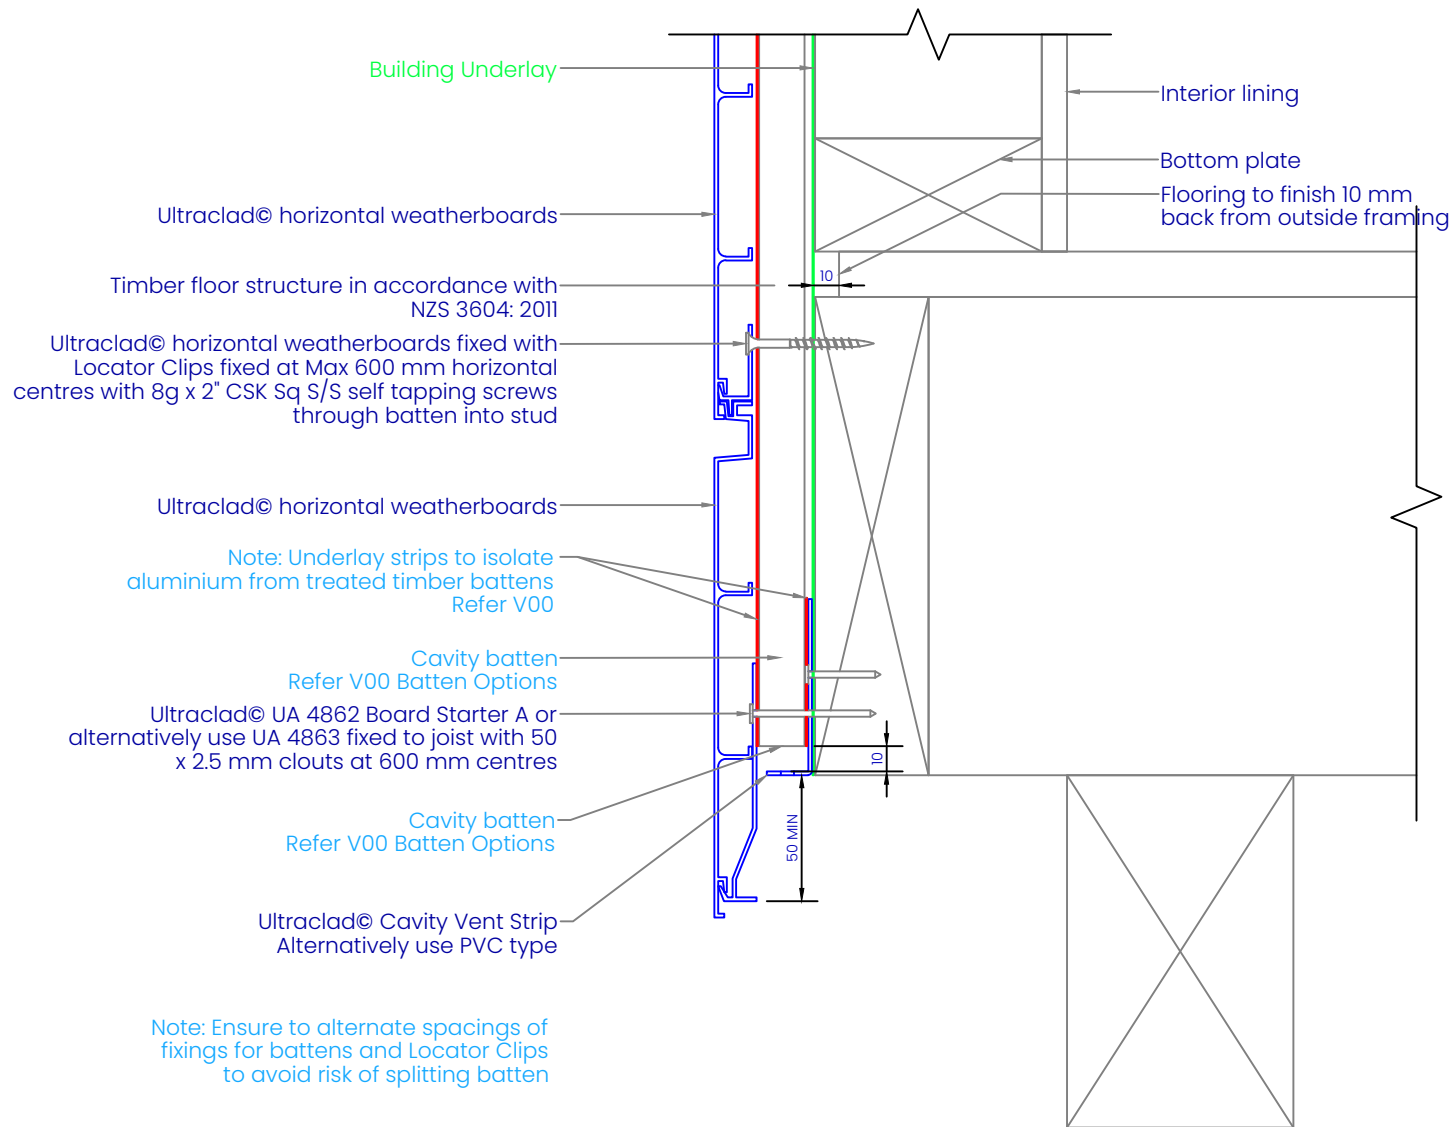 Building Underlay
Interior lining
Bottom plate
Flooring to finish 10 mm
back from outside framing
Ultraclad© horizontal weatherboards
Timber floor structure in accordance with
NZS 3604: 2011
10
Ultraclad© horizontal weatherboards fixed with
Locator Clips fixed at Max 600 mm horizontal
centres with 8g x 2" CSK Sq S/S self tapping screws
through batten into stud
Ultraclad© horizontal weatherboards
Note: Underlay strips to isolate
aluminium from treated timber battens
Refer V00
Cavity batten
Refer V00 Batten Options
Ultraclad© UA 4862 Board Starter A or
alternatively use UA 4863 fixed to joist with 50
x 2.5 mm clouts at 600 mm centres
10
50 MIN
Cavity batten
Refer V00 Batten Options
Ultraclad© Cavity Vent Strip
Alternatively use PVC type
Note: Ensure to alternate spacings of
fixings for battens and Locator Clips
to avoid risk of splitting batten